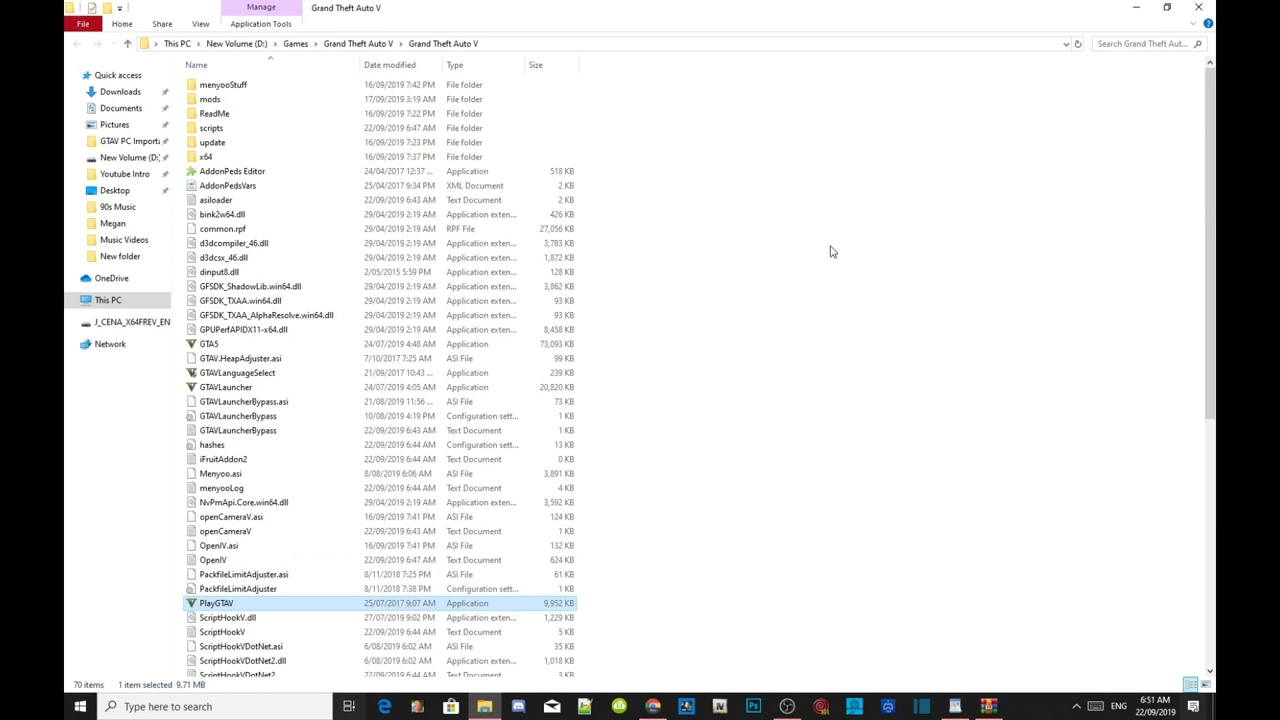 Manage
Grand Theft Auto V
File Home Share View Application Tools
This PC New Volume (D:) Games Grand Theft Auto V Grand Theft Auto V
Search Grand Theft Aut...
Name Date modified Type Size
Quick access
Downloads
Documents
Pictures
GTAV PC Importa
New Volume (D:)
Youtube Intro
Desktop
90s Music
Megan
Music Videos
New folder
OneDrive
This PC
J_CENA_X64FREV_EN
Network
menyooStuff 16/09/2019 7:42 PM File folder
mods 17/09/2019 3:19 AM File folder
ReadMe 16/09/2019 7:22 PM File folder
scripts 22/09/2019 6:47 AM File folder
update 16/09/2019 7:23 PM File folder
x64 16/09/2019 7:37 PM File folder
AddonPeds Editor 24/04/2017 12:37 ... Application 518 KB
AddonPedsVars 25/04/2017 9:34 PM XML Document 2 KB
asiloader 22/09/2019 6:43 AM Text Document 2 KB
bink2w64.dll 29/04/2019 2:19 AM Application exten... 426 KB
common.rpf 29/04/2019 2:19 AM RPF File 27,056 KB
d3dcompiler_46.dll 29/04/2019 2:19 AM Application exten... 3,783 KB
d3dcsx_46.dll 29/04/2019 2:19 AM Application exten... 1,872 KB
dinput8.dll 2/05/2015 5:59 PM Application exten... 128 KB
GFSDK_ShadowLib.win64.dll 29/04/2019 2:19 AM Application exten... 3,862 KB
GFSDK_TXAA.win64.dll 29/04/2019 2:19 AM Application exten... 93 KB
GFSDK_TXAA_AlphaResolve.win64.dll 29/04/2019 2:19 AM Application exten... 93 KB
GPUPerfAPIDX11-x64.dll 29/04/2019 2:19 AM Application exten... 8,458 KB
GTA5 24/07/2019 4:48 AM Application 73,093 KB
GTAV.HeapAdjuster.asi 7/10/2017 7:25 AM ASI File 99 KB
GTAVLanguageSelect 21/09/2017 10:43 ... Application 239 KB
GTAVLauncher 24/07/2019 4:05 AM Application 20,820 KB
GTAVLauncherBypass.asi 21/08/2019 11:56 ... ASI File 73 KB
GTAVLauncherBypass 10/08/2019 4:19 PM Configuration sett... 1 KB
GTAVLauncherBypass 22/09/2019 6:43 AM Text Document 1 KB
hashes 22/09/2019 6:44 AM Configuration sett... 13 KB
iFruitAddon2 22/09/2019 6:44 AM Text Document 0 KB
Menyoo.asi 8/08/2019 6:06 AM ASI File 3,891 KB
menyooLog 22/09/2019 6:44 AM Text Document 4 KB
NvPmApi.Core.win64.dll 29/04/2019 2:19 AM Application exten... 3,592 KB
openCameraV.asi 16/09/2019 7:41 PM ASI File 124 KB
openCameraV 22/09/2019 6:43 AM Text Document 1 KB
OpenIV.asi 16/09/2019 7:41 PM ASI File 132 KB
OpenIV 22/09/2019 6:47 AM Text Document 624 KB
PackfileLimitAdjuster.asi 8/11/2018 7:25 PM ASI File 61 KB
PackfileLimitAdjuster 8/11/2018 7:38 PM Configuration sett... 1 KB
PlayGTAV 25/07/2017 9:07 AM Application 9,952 KB
ScriptHookV.dll 27/07/2019 9:02 PM Application exten... 1,229 KB
ScriptHookV 22/09/2019 6:44 AM Text Document 5 KB
ScriptHookVDotNet.asi 6/08/2019 6:02 AM ASI File 35 KB
ScriptHookVDotNet2.dll 6/08/2019 6:02 AM Application exten... 1,018 KB
ScriptHookVDotNet2 22/09/2019 6:44 AM Text Document 3 KB
70 items 1 item selected 9.71 MB
Type here to search
ENG
6:51 AM
22/09/2019